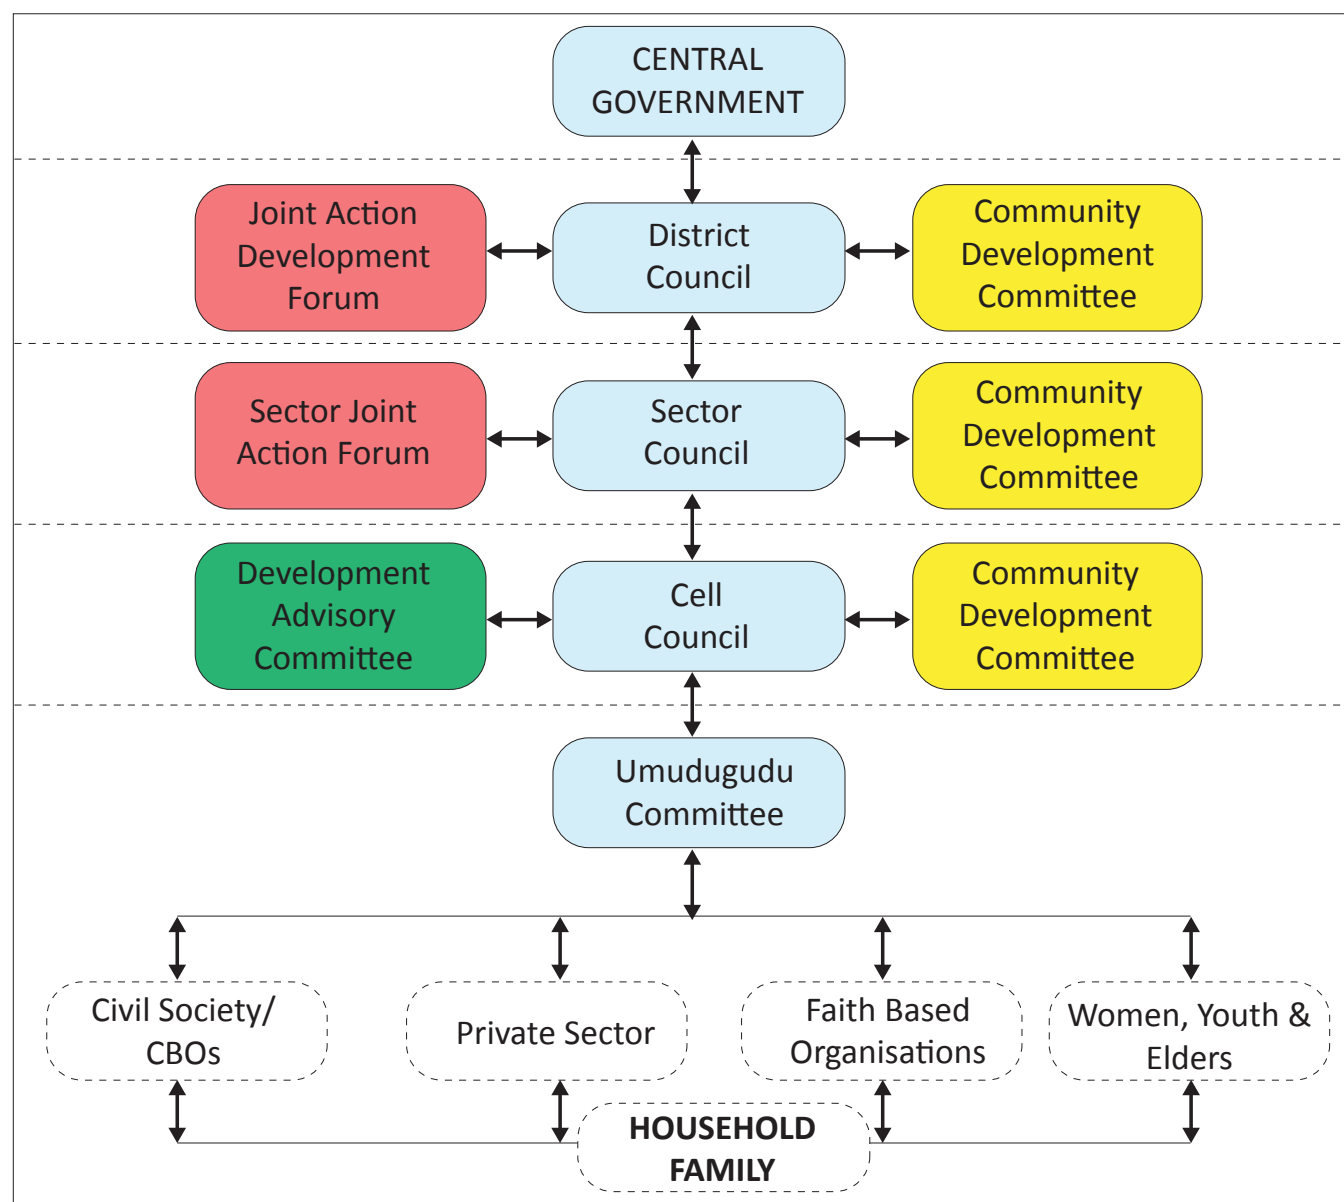 CENTRAL
GOVERNMENT
Joint Action
Development
Forum
District
Council
Community
Development
Committee
Sector Joint
Action Forum
Sector
Council
Community
Development
Committee
Development
Advisory
Committee
Cell
Council
Community
Development
Committee
Umudugudu
Committee
Civil Society/
CBOs
Private Sector
Faith Based
Organisations
Women, Youth &
Elders
HOUSEHOLD
FAMILY